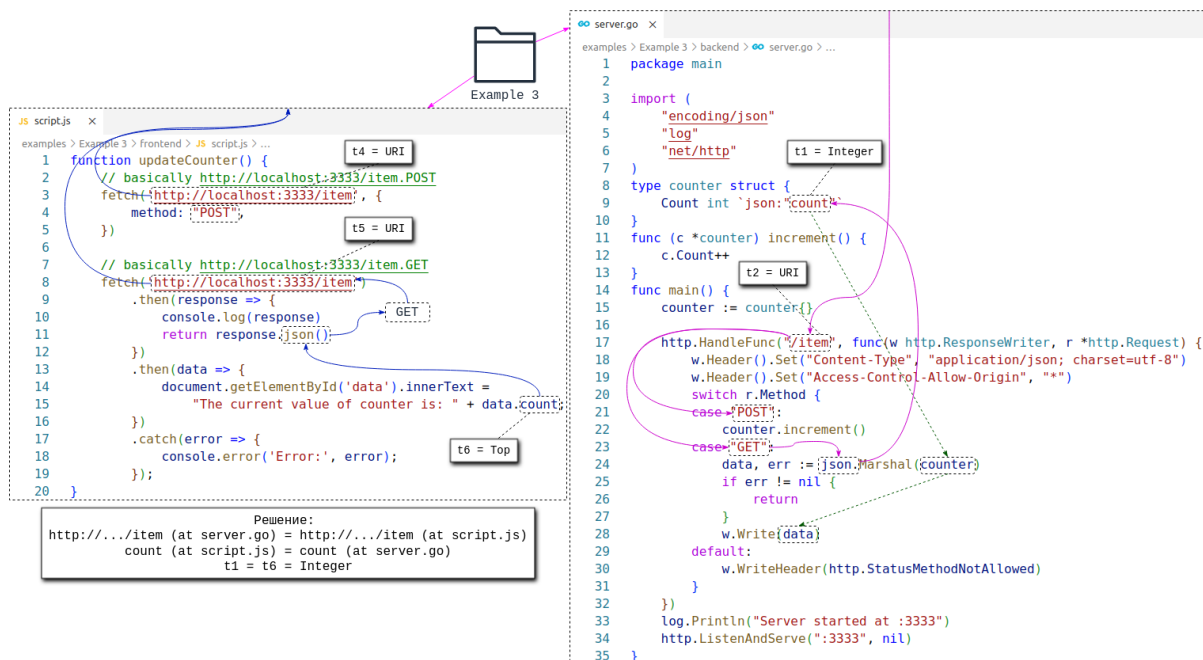 Example 3
JS script.js ×
examples > Example 3 > frontend > JS script.js > ...
1 function updateCounter() {
2 // basically http://localhost:3333/item.POST
3 fetch('http://localhost:3333/item', {
4 method: "POST",
5 })
6
7 // basically http://localhost:3333/item.GET
8 fetch('http://localhost:3333/item')
9 .then(response => {
10 console.log(response)
11 return response.json()
12 })
13 .then(data => {
14 document.getElementById('data').innerText =
15 "The current value of counter is: " + data.count;
16 })
17 .catch(error => {
18 console.error('Error:', error);
19 });
20 }
t4 = URI
t5 = URI
GET
t6 = Top
Решение:
http://.../item (at server.go) = http://.../item (at script.js)
count (at script.js) = count (at server.go)
t1 = t6 = Integer
GO server.go ×
examples > Example 3 > backend > GO server.go > ...
1 package main
2
3 import (
4 "encoding/json"
5 "log"
6 "net/http"
7 )
8 type counter struct {
9 Count int `json:"count"`
10 }
11 func (c *counter) increment() {
12 c.Count++
13 }
14 func main() {
15 counter := counter{}
16
17 http.HandleFunc("/item", func(w http.ResponseWriter, r *http.Request) {
18 w.Header().Set("Content-Type", "application/json; charset=utf-8")
19 w.Header().Set("Access-Control-Allow-Origin", "*")
20 switch r.Method {
21 case "POST":
22 counter.increment()
23 case "GET":
24 data, err := json.Marshal(counter)
25 if err != nil {
26 return
27 }
28 w.Write(data)
29 default:
30 w.WriteHeader(http.StatusMethodNotAllowed)
31 }
32 })
33 log.Println("Server started at :3333")
34 http.ListenAndServe(":3333", nil)
35 }
t1 = Integer
t2 = URI